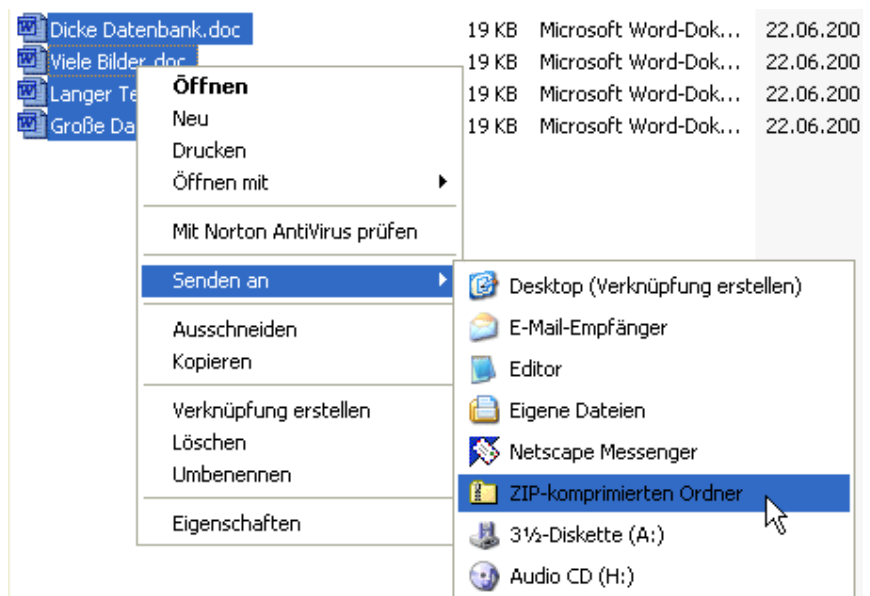 Dicke Datenbank.doc 19 KB Microsoft Word-Dok... 22.06.200
Viele Bilder.doc 19 KB Microsoft Word-Dok... 22.06.200
Langer Te 19 KB Microsoft Word-Dok... 22.06.200
Große Da 19 KB Microsoft Word-Dok... 22.06.200
Öffnen
Neu
Drucken
Öffnen mit
Mit Norton AntiVirus prüfen
Senden an
Ausschneiden
Kopieren
Verknüpfung erstellen
Löschen
Umbenennen
Eigenschaften
Desktop (Verknüpfung erstellen)
E-Mail-Empfänger
Editor
Eigene Dateien
Netscape Messenger
ZIP-komprimierten Ordner
3½-Diskette (A:)
Audio CD (H:)